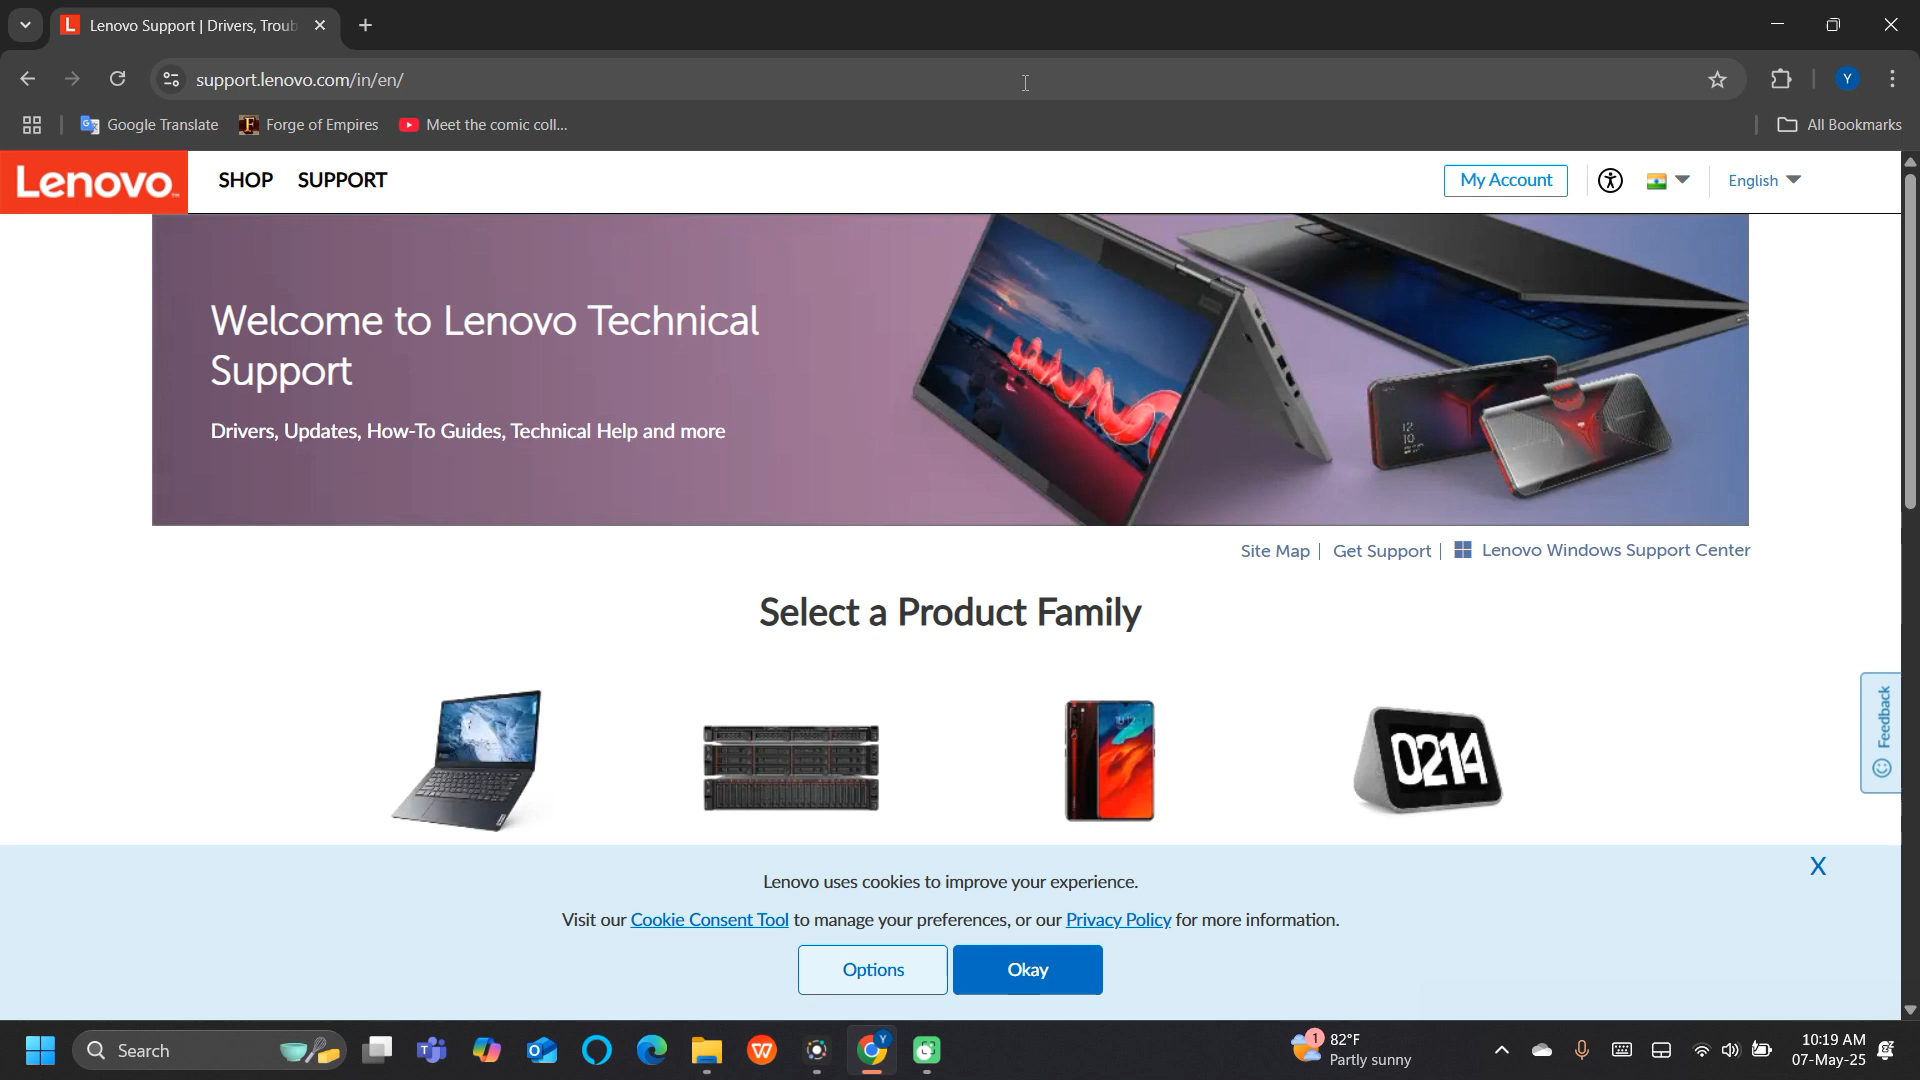 Lenovo Support | Drivers, Troub
support.lenovo.com/in/en/
Y
Google Translate
Forge of Empires
Meet the comic coll...
All Bookmarks
Lenovo
SHOP
SUPPORT
My Account
English
Welcome to Lenovo Technical
Support
Drivers, Updates, How-To Guides, Technical Help and more
Site Map
Get Support
Lenovo Windows Support Center
Select a Product Family
02:14
Feedback
X
Lenovo uses cookies to improve your experience.
Visit our Cookie Consent Tool to manage your preferences, or our Privacy Policy for more information.
Options
Okay
Search
1
82°F
Partly sunny
10:19 AM
07-May-25